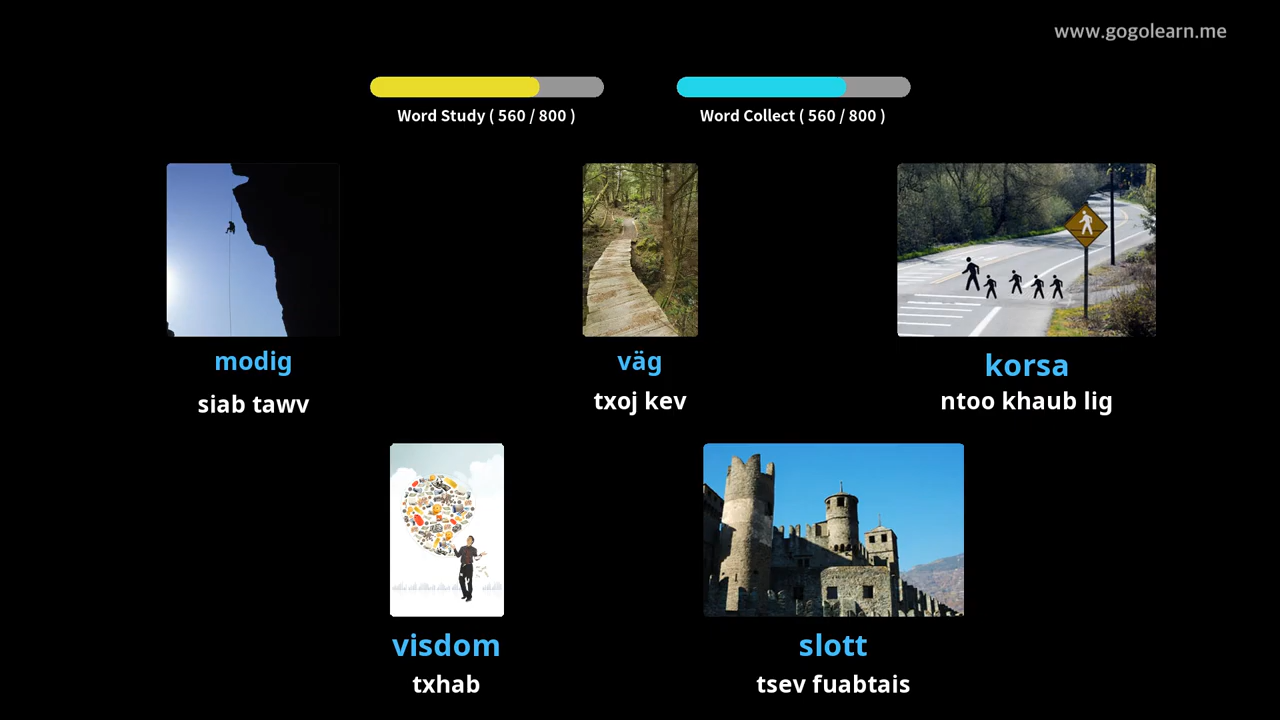 www.gogolearn.me
Word Study ( 560 / 800 )
Word Collect ( 560 / 800 )
modig
siab tawv
väg
txoj kev
korsa
ntoo khaub lig
visdom
txhab
slott
tsev fuabtais